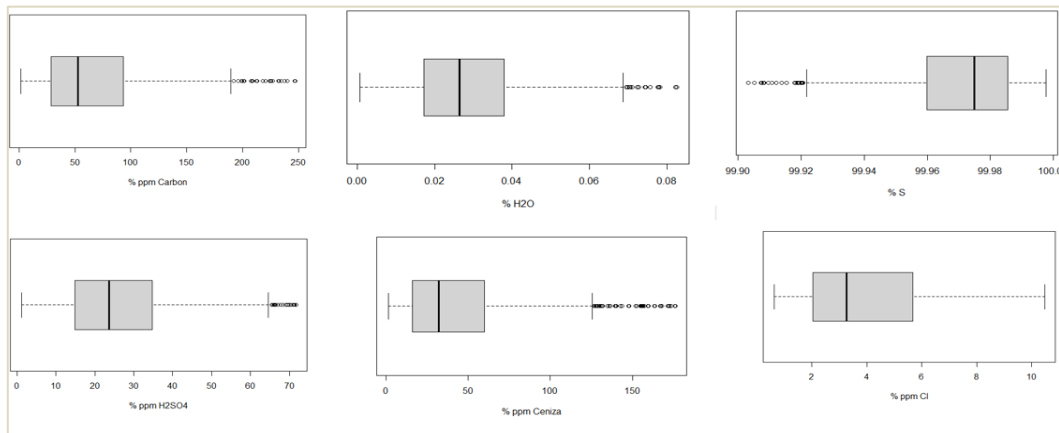 0 50 100 150 200 250
% ppm Carbon
0.00 0.02 0.04 0.06 0.08
% H2O
99.90 99.92 99.94 99.96 99.98 100.0
% S
0 10 20 30 40 50 60 70
% ppm H2SO4
0 50 100 150
% ppm Ceniza
2 4 6 8 10
% ppm Cl